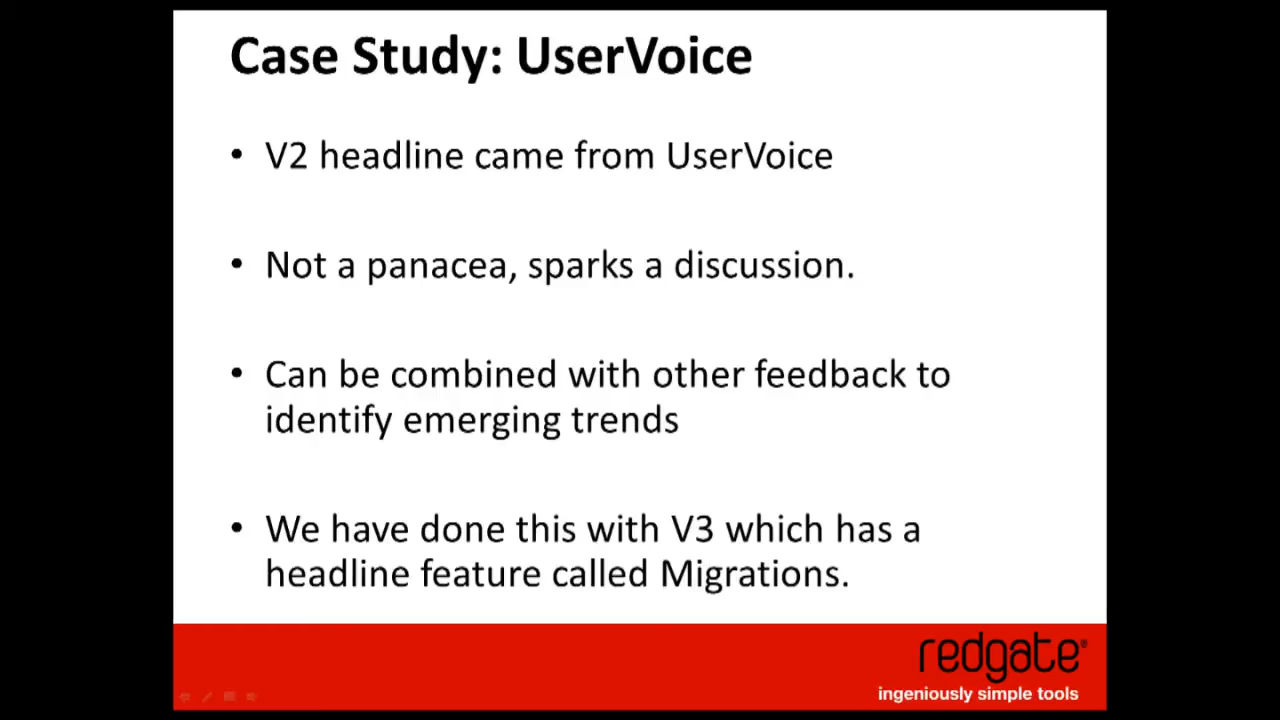 Case Study: UserVoice
• V2 headline came from UserVoice
• Not a panacea, sparks a discussion.
• Can be combined with other feedback to
identify emerging trends
• We have done this with V3 which has a
headline feature called Migrations.
redgate®
ingeniously simple tools